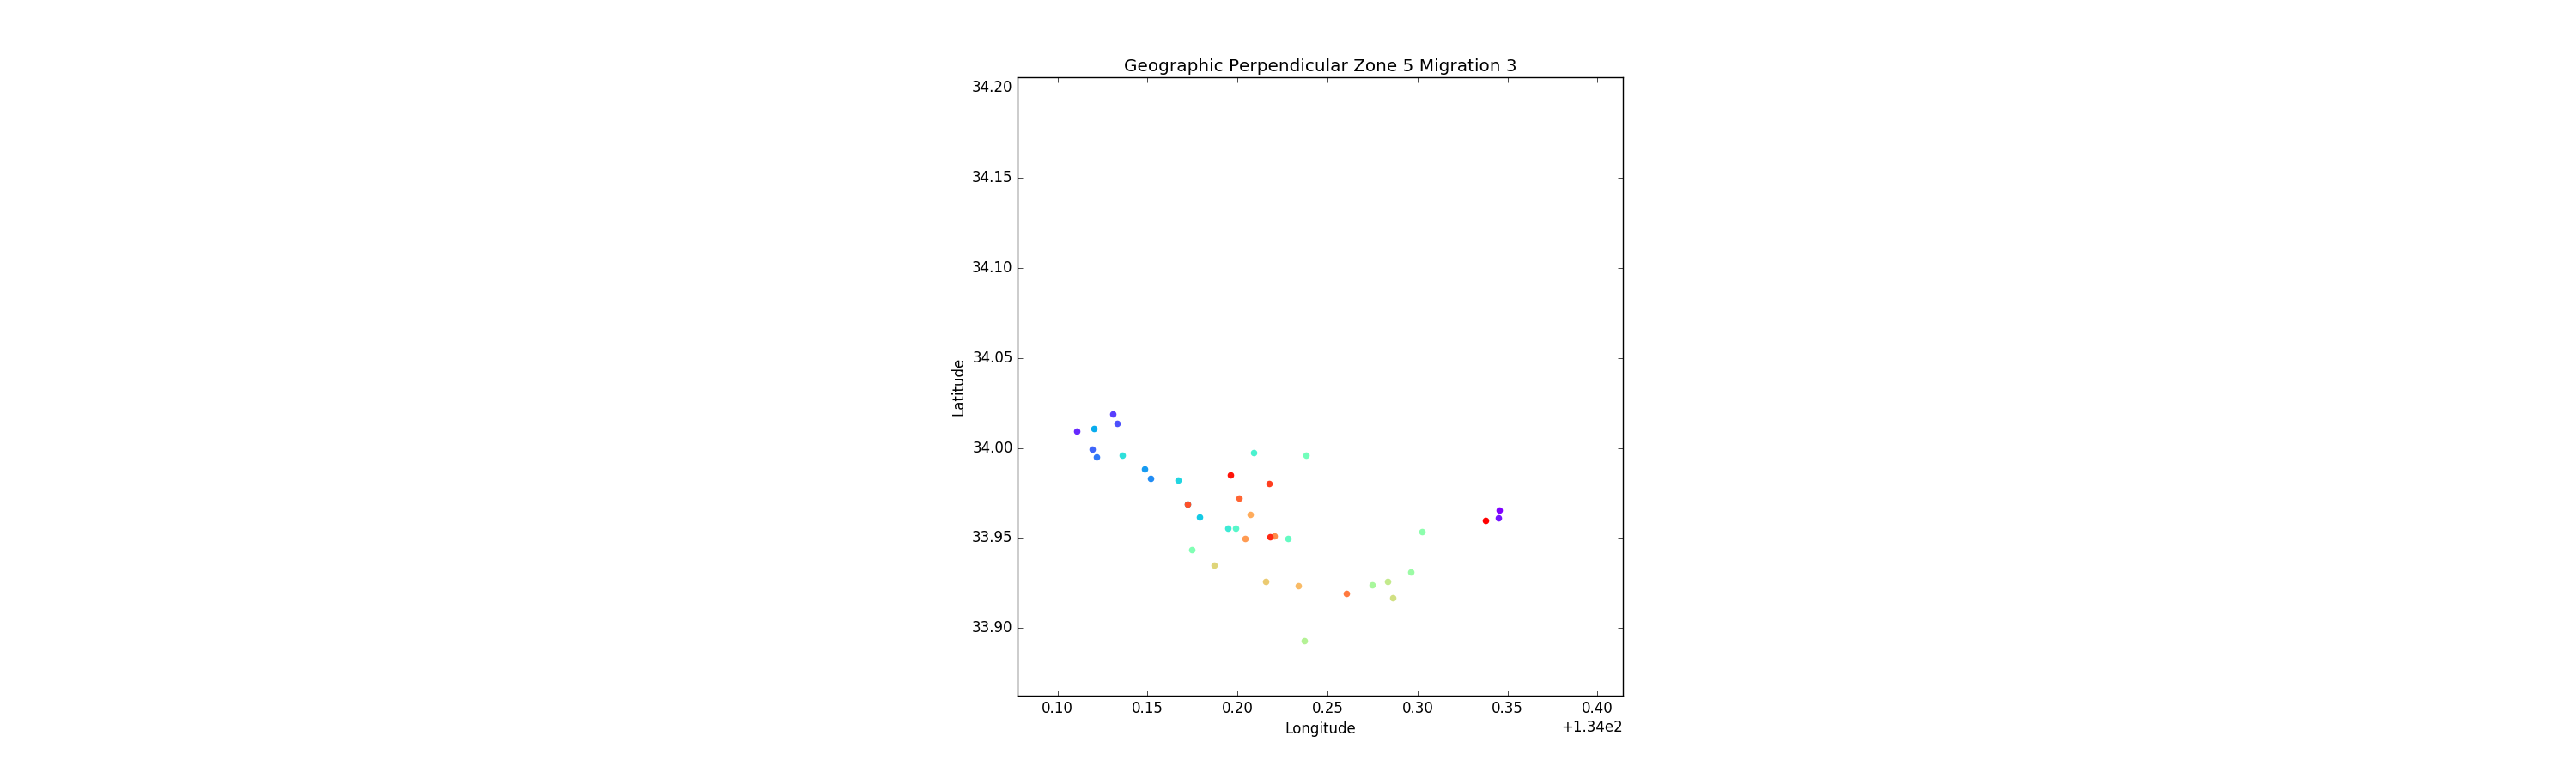 Geographic Perpendicular Zone 5 Migration 3
34.20
34.15
34.10
34.05
34.00
33.95
33.90
Latitude
0.10 0.15 0.20 0.25 0.30 0.35 0.40
+1.34e2
Longitude